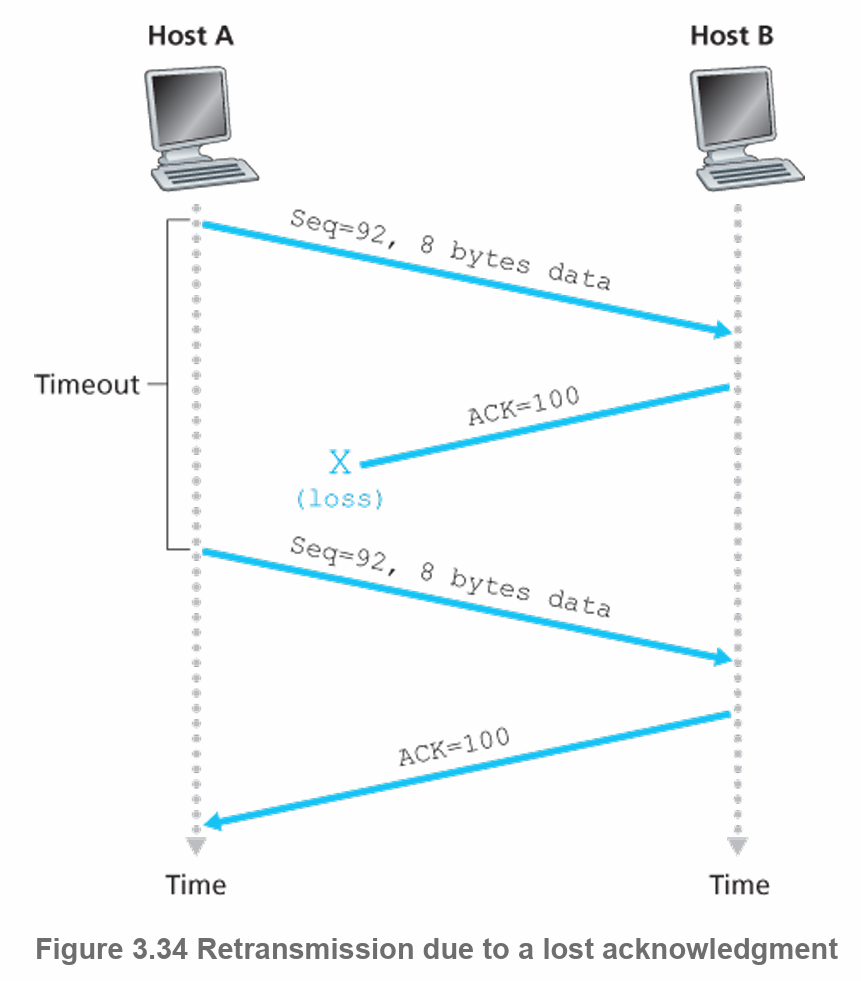 Host A
Host B
Seq=92, 8 bytes data
Timeout
ACK=100
X
(loss)
Seq=92, 8 bytes data
ACK=100
Time
Time
Figure 3.34 Retransmission due to a lost acknowledgment